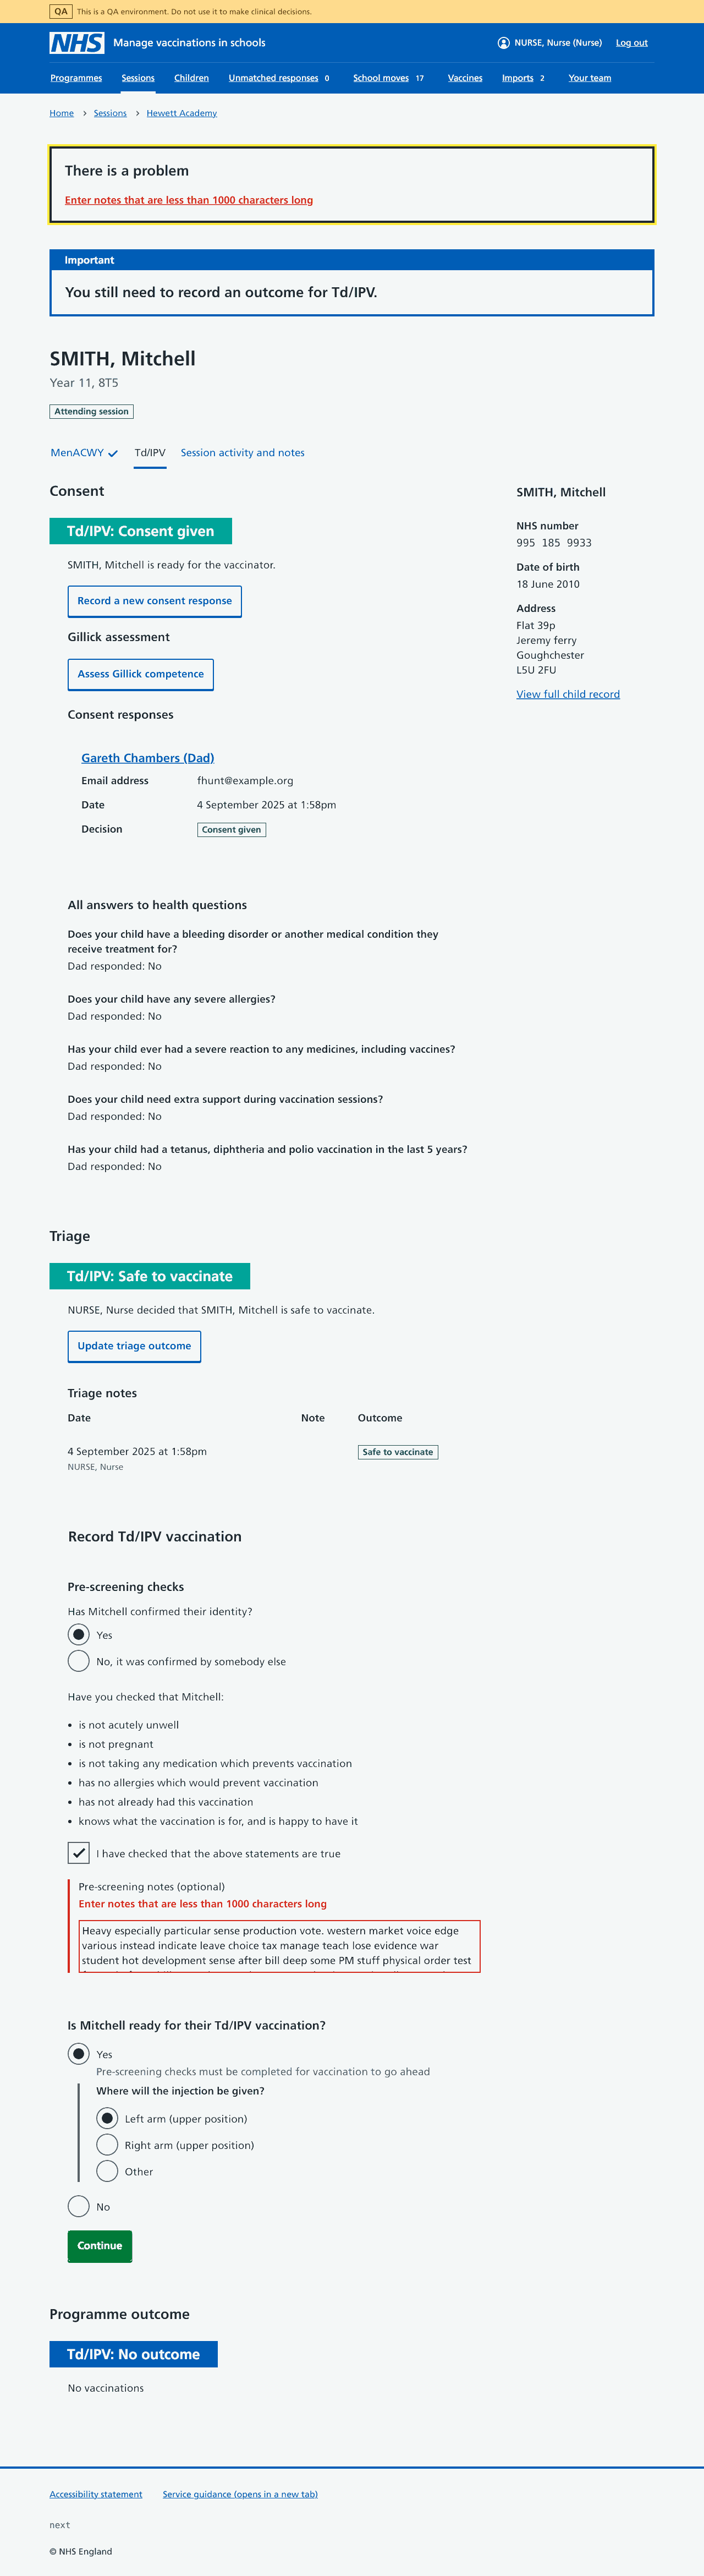 QA This is a QA environment. Do not use it to make clinical decisions.
NHS Manage vaccinations in schools NURSE, Nurse (Nurse) Log out
Programmes Sessions Children Unmatched responses 0 School moves 17 Vaccines Imports 2 Your team
Home > Sessions > Hewett Academy
There is a problem
Enter notes that are less than 1000 characters long
Important
You still need to record an outcome for Td/IPV.
SMITH, Mitchell
Year 11, 8T5
Attending session
MenACWY Td/IPV Session activity and notes
Consent
Td/IPV: Consent given
SMITH, Mitchell is ready for the vaccinator.
Record a new consent response
Gillick assessment
Assess Gillick competence
Consent responses
Gareth Chambers (Dad)
Email address fhunt@example.org
Date 4 September 2025 at 1:58pm
Decision Consent given
All answers to health questions
Does your child have a bleeding disorder or another medical condition they
receive treatment for?
Dad responded: No
Does your child have any severe allergies?
Dad responded: No
Has your child ever had a severe reaction to any medicines, including vaccines?
Dad responded: No
Does your child need extra support during vaccination sessions?
Dad responded: No
Has your child had a tetanus, diphtheria and polio vaccination in the last 5 years?
Dad responded: No
SMITH, Mitchell
NHS number
995 185 9933
Date of birth
18 June 2010
Address
Flat 39p
Jeremy ferry
Goughchester
L5U 2FU
View full child record
Triage
Td/IPV: Safe to vaccinate
NURSE, Nurse decided that SMITH, Mitchell is safe to vaccinate.
Update triage outcome
Triage notes
Date Note Outcome
4 September 2025 at 1:58pm Safe to vaccinate
NURSE, Nurse
Record Td/IPV vaccination
Pre-screening checks
Has Mitchell confirmed their identity?
Yes
No, it was confirmed by somebody else
Have you checked that Mitchell:
• is not acutely unwell
• is not pregnant
• is not taking any medication which prevents vaccination
• has no allergies which would prevent vaccination
• has not already had this vaccination
• knows what the vaccination is for, and is happy to have it
I have checked that the above statements are true
Pre-screening notes (optional)
Enter notes that are less than 1000 characters long
Heavy especially particular sense production vote. western market voice edge
various instead indicate leave choice tax manage teach lose evidence war
student hot development sense after bill deep some PM stuff physical order test
Is Mitchell ready for their Td/IPV vaccination?
Yes
Pre-screening checks must be completed for vaccination to go ahead
Where will the injection be given?
Left arm (upper position)
Right arm (upper position)
Other
No
Continue
Programme outcome
Td/IPV: No outcome
No vaccinations
Accessibility statement Service guidance (opens in a new tab)
next
© NHS England